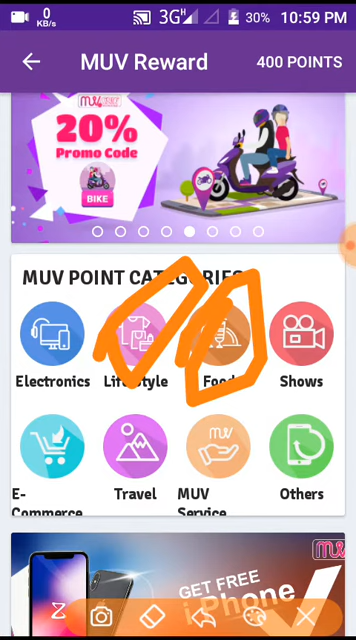 0
KB/s
3G H
30%
10:59 PM
MUV Reward
400 POINTS
20%
Promo Code
BIKE
MUV POINT CATEGORIES
Electronics
Lifestyle
Food
Shows
E-
Commerce
Travel
MUV
Service
Others
GET FREE
iPhone